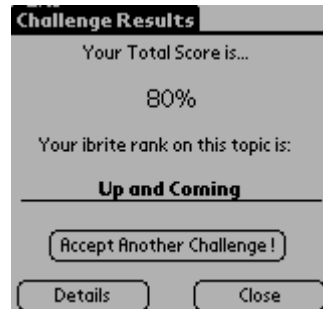 Challenge Results
Your Total Score is...
80%
Your ibrite rank on this topic is:
Up and Coming
Accept Another Challenge!
Details
Close